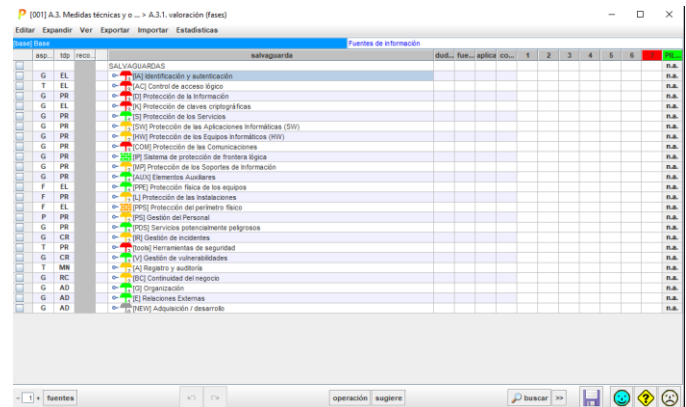 [001] A.3. Medidas técnicas y o ... > A.3.1. valoración (fases)
Editar Expandir Ver Exportar Importar Estadísticas
[base] Base Fuentes de información
asp... tdp reco... salvaguarda dud... fue... aplica co... 1 2 3 4 5 6 PIL...
SALVAGUARDAS n.a.
G EL [IA] Identificación y autenticación n.a.
T EL [AC] Control de acceso lógico n.a.
G PR [D] Protección de la Información n.a.
G EL [K] Protección de claves criptográficas n.a.
G PR [S] Protección de los Servicios n.a.
G PR [SW] Protección de las Aplicaciones Informáticas (SW) n.a.
G PR [HW] Protección de los Equipos Informáticos (HW) n.a.
G PR [COM] Protección de las Comunicaciones n.a.
G PR [IP] Sistema de protección de frontera lógica n.a.
G PR [MP] Protección de los Soportes de Información n.a.
G PR [AUX] Elementos Auxiliares n.a.
F EL [PPE] Protección física de los equipos n.a.
F PR [L] Protección de las Instalaciones n.a.
F EL [PPS] Protección del perímetro físico n.a.
P PR [PS] Gestión del Personal n.a.
G PR [PDS] Servicios potencialmente peligrosos n.a.
G CR [IR] Gestión de incidentes n.a.
T PR [tools] Herramientas de seguridad n.a.
G CR [V] Gestión de vulnerabilidades n.a.
T MN [A] Registro y auditoría n.a.
G RC [BC] Continuidad del negocio n.a.
G AD [G] Organización n.a.
G AD [E] Relaciones Externas n.a.
G AD [NEW] Adquisición / desarrollo n.a.
- 1 + fuentes operación sugiere buscar >>